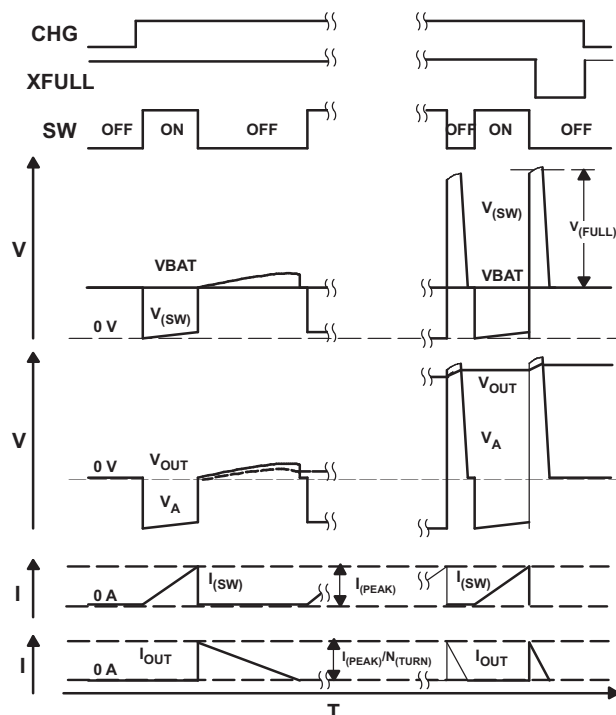 CHG
XFULL
SW OFF ON OFF OFF ON OFF
V
V(SW)
V(FULL)
VBAT VBAT
0 V V(SW)
V
VOUT
VA
0 V VOUT
VA
I
0 A I(SW) I(PEAK) I(SW)
I
0 A IOUT I(PEAK)/N(TURN) IOUT
T